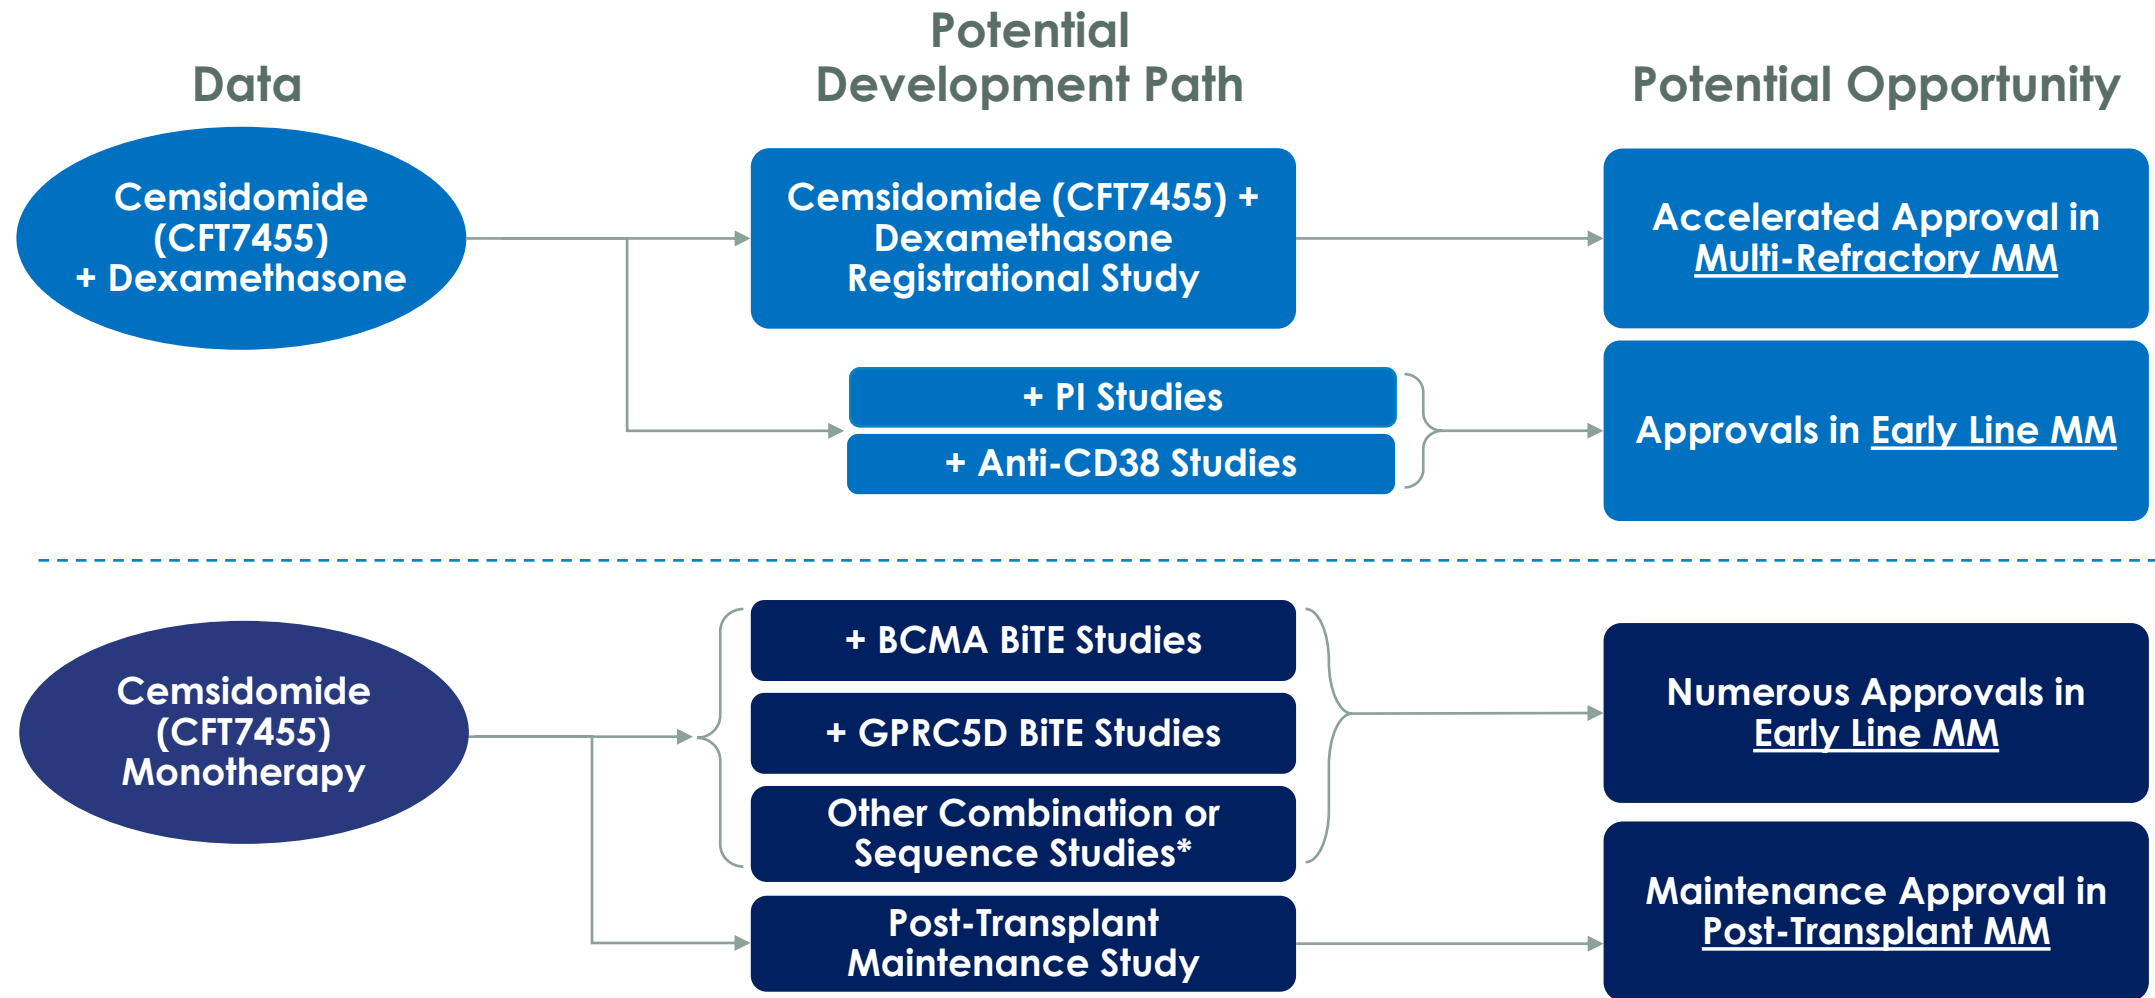 Data
Potential
Development Path
Potential Opportunity
Cemsidomide
(CFT7455)
+ Dexamethasone
Cemsidomide (CFT7455) +
Dexamethasone
Registrational Study
Accelerated Approval in
Multi-Refractory MM
+ PI Studies
+ Anti-CD38 Studies
Approvals in Early Line MM
Cemsidomide
(CFT7455)
Monotherapy
+ BCMA BiTE Studies
+ GPRC5D BiTE Studies
Other Combination or
Sequence Studies*
Numerous Approvals in
Early Line MM
Post-Transplant
Maintenance Study
Maintenance Approval in
Post-Transplant MM